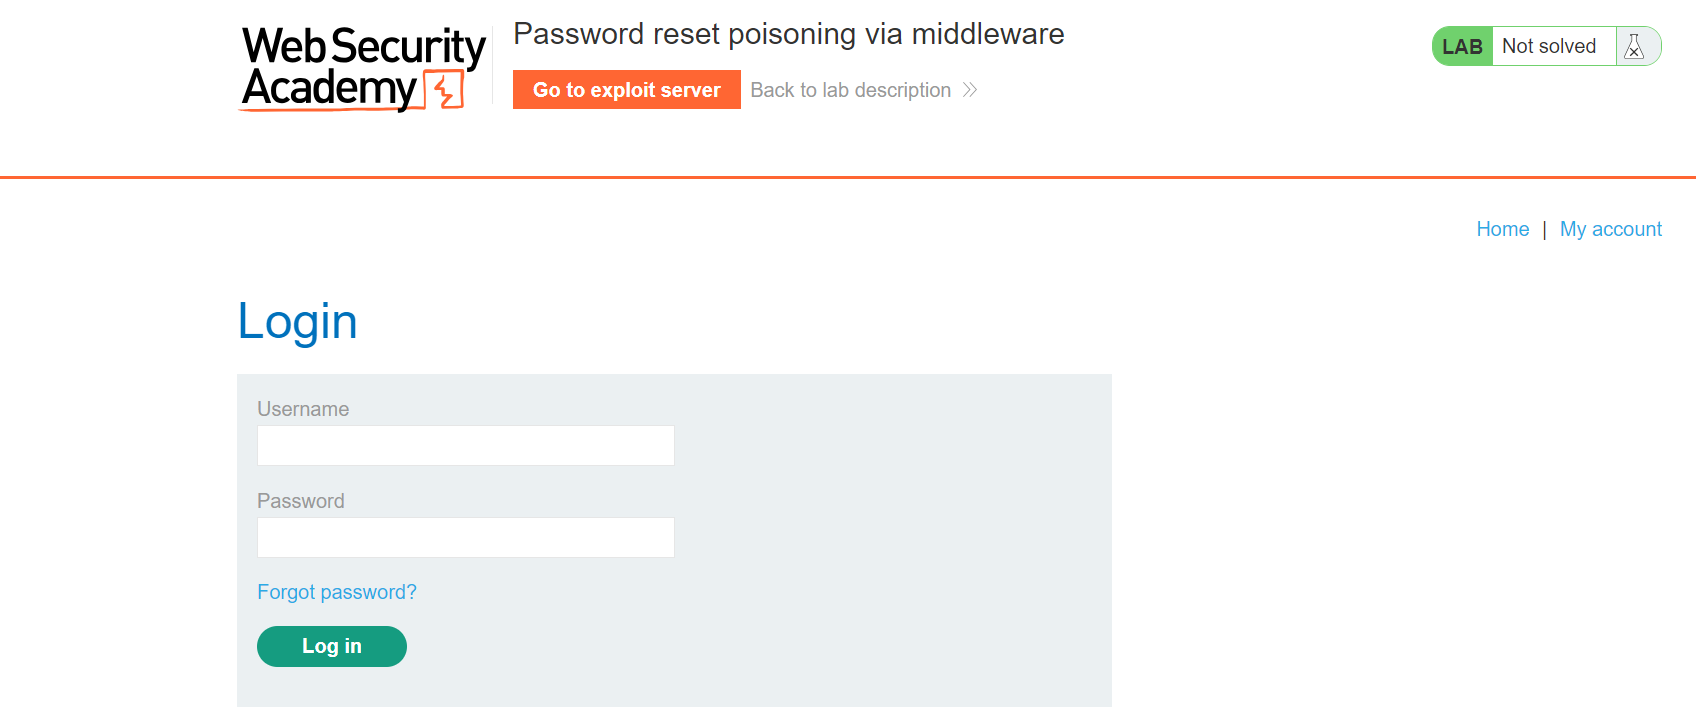 Web Security
Academy
Password reset poisoning via middleware
Go to exploit server
Back to lab description
LAB Not solved
Home | My account
Login
Username
Password
Forgot password?
Log in